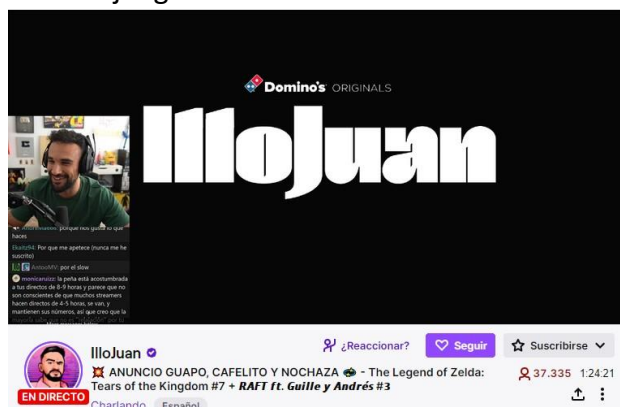 Domino's ORIGINALS
IlloJuan
porque nos gusta lo que
haces
Ekaitz94: Por que me apetece (nunca me he
suscrito)
AstooMV: por el slow
monicaruizz: la peña está acostumbrada
a tus directos de 8-9 horas y parece que no
son conscientes de que muchos streamers
hacen directos de 4-5 horas, se van, y
mantienen sus números, así que creo que la
IlloJuan
¿Reaccionar?
Seguir
Suscribirse
💥 ANUNCIO GUAPO, CAFELITO Y NOCHAZA - The Legend of Zelda:
Tears of the Kingdom #7 + RAFT ft. Guille y Andrés #3
37.335 1:24:21
EN DIRECTO
Charlando Español